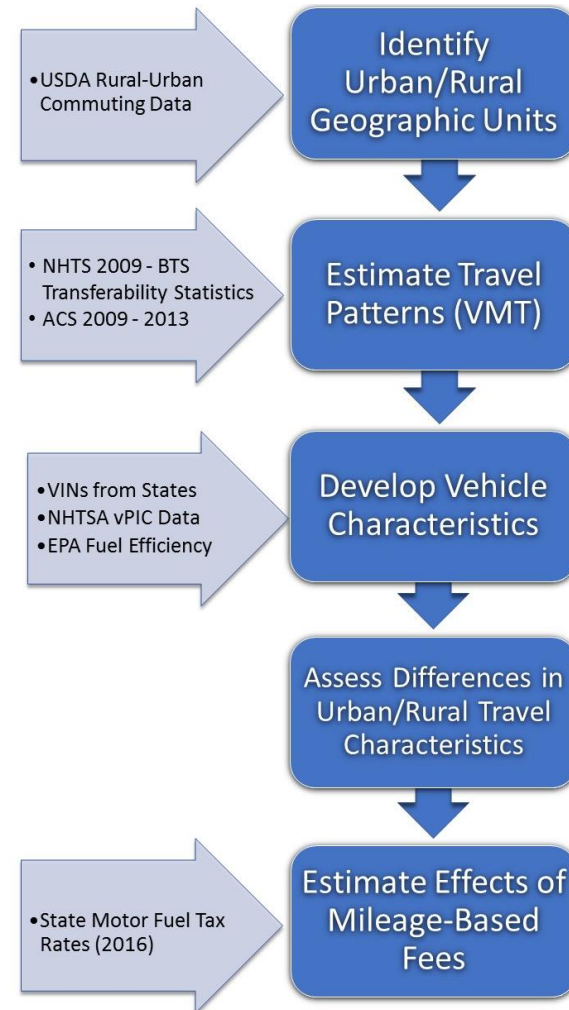 •USDA Rural-Urban
Commuting Data
Identify
Urban/Rural
Geographic Units
• NHTS 2009 - BTS
Transferability Statistics
• ACS 2009 - 2013
Estimate Travel
Patterns (VMT)
•VINs from States
•NHTSA vPIC Data
•EPA Fuel Efficiency
Develop Vehicle
Characteristics
Assess Differences in
Urban/Rural Travel
Characteristics
•State Motor Fuel Tax
Rates (2016)
Estimate Effects of
Mileage-Based
Fees